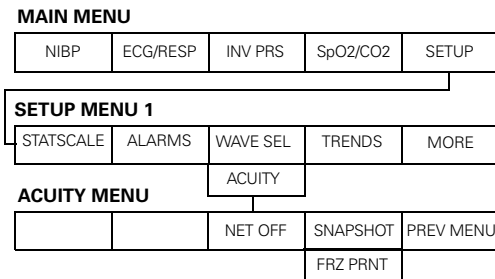 MAIN MENU
NIBP ECG/RESP INV PRS SpO2/CO2 SETUP
SETUP MENU 1
STATSCALE ALARMS WAVE SEL TRENDS MORE
ACUITY
ACUITY MENU
NET OFF SNAPSHOT PREV MENU
FRZ PRNT